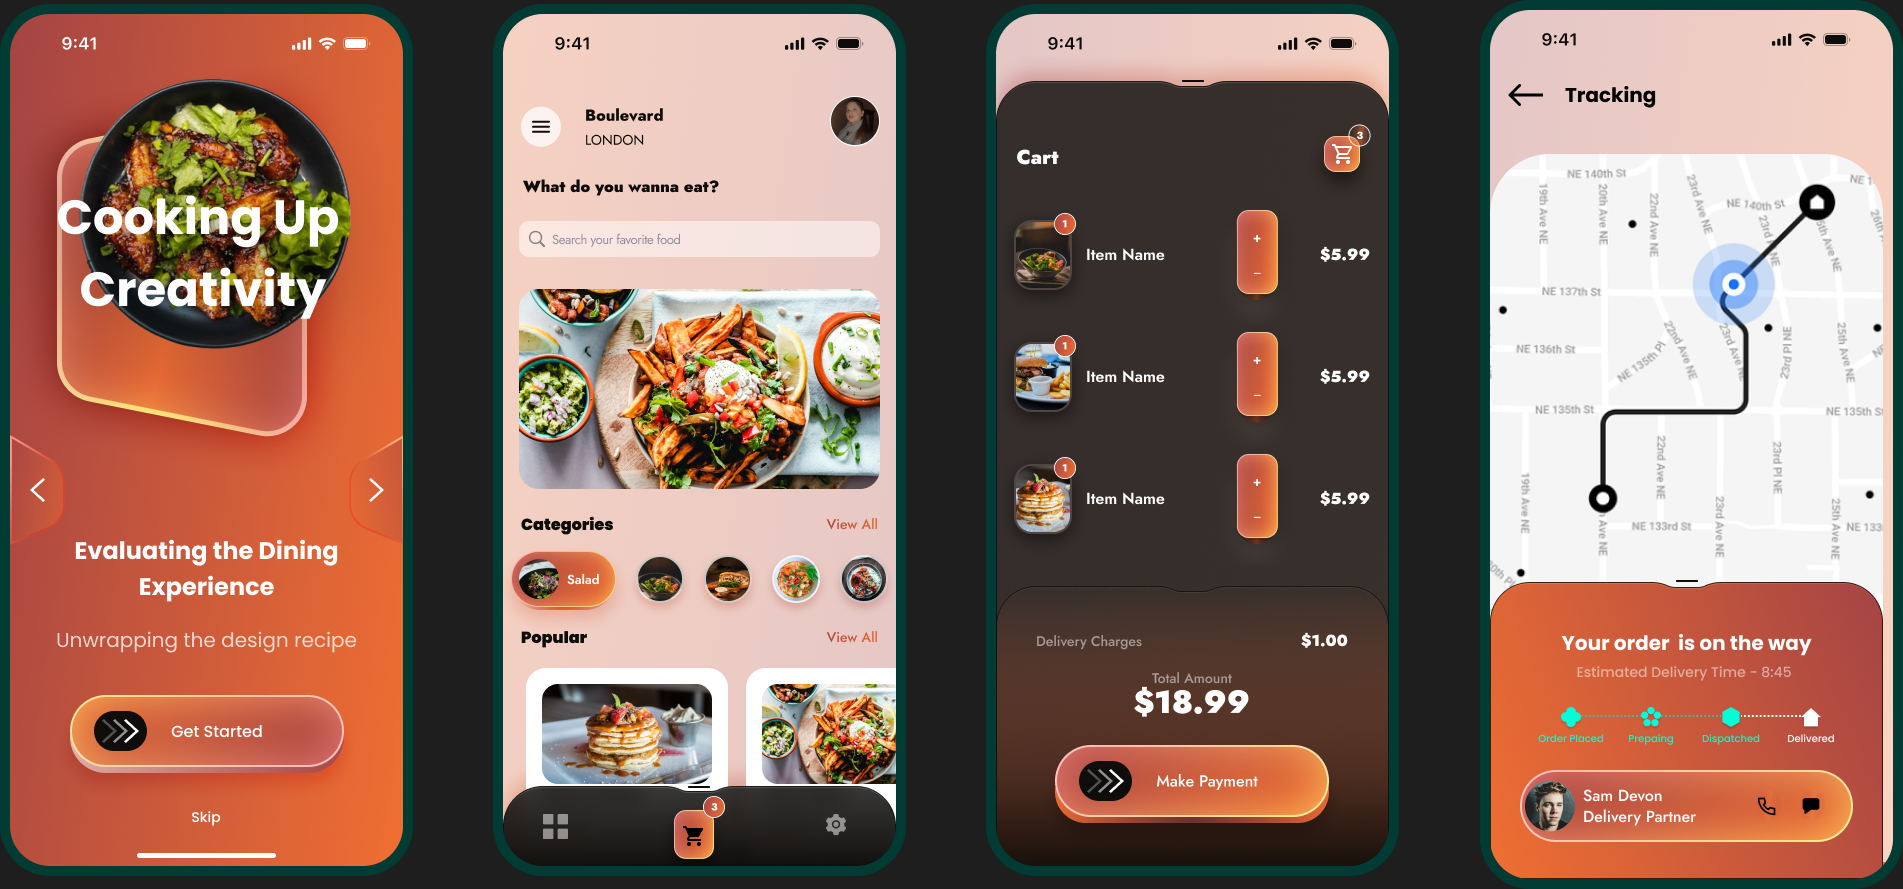 9:41
Cooking Up
Creativity
Evaluating the Dining
Experience
Unwrapping the design recipe
Get Started
Skip
9:41
Boulevard
LONDON
What do you wanna eat?
Search your favorite food
Categories
View All
Salad
Popular
View All
3
9:41
Cart
3
1
Item Name
+
-
$5.99
1
Item Name
+
-
$5.99
1
Item Name
+
-
$5.99
Delivery Charges
$1.00
Total Amount
$18.99
Make Payment
9:41
Tracking
NE 140th St
NE 1
19th Ave NE
20th Ave NE
22nd Ave NE
23rd Ave NE
NE 140th St
NE 137th St
NE 136th St
NE 135th Pl
22nd Ave NE
23rd Ave NE
23rd Pl NE
25th Ave NE
NE 135th St
NE 135th St
19th Ave NE
22nd Ave NE
23rd Ave NE
23rd Pl NE
25th Ave NE
NE 133rd St
NE 133
Your order is on the way
Estimated Delivery Time - 8:45
Order Placed
Prepaing
Dispatched
Delivered
Sam Devon
Delivery Partner